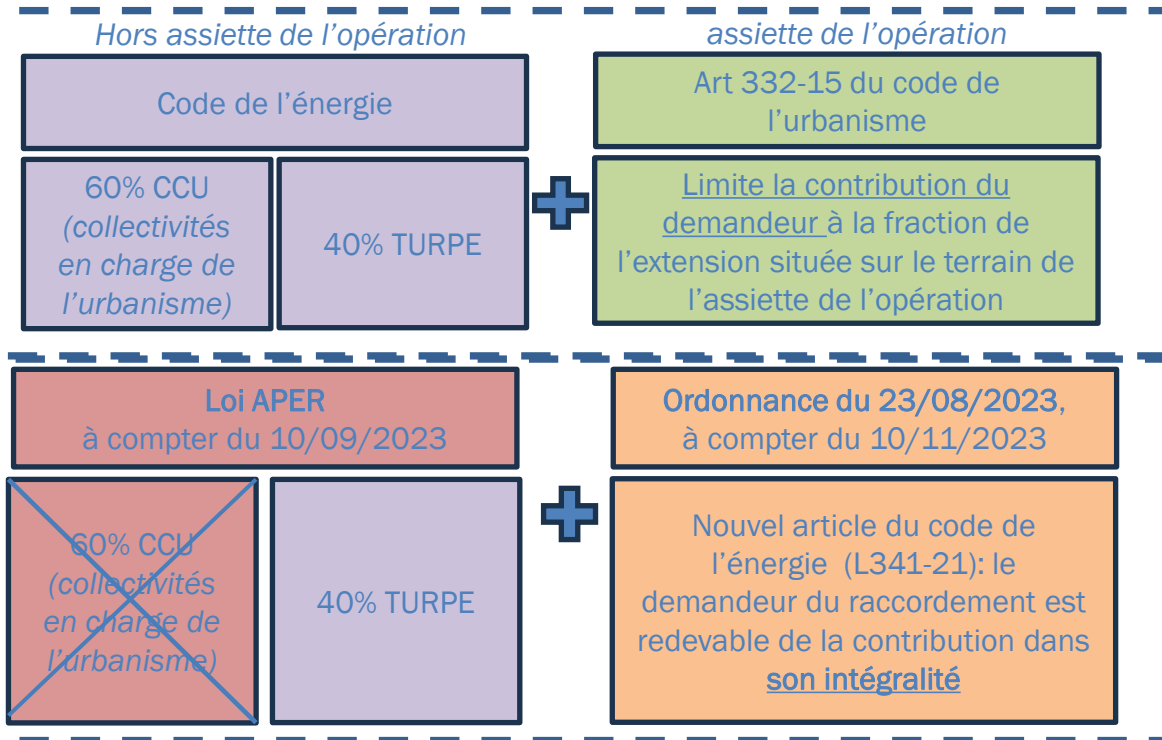 Hors assiette de l’opération
assiette de l’opération
Code de l’énergie
Art 332-15 du code de
l’urbanisme
60% CCU
(collectivités
en charge de
l’urbanisme)
40% TURPE
Limite la contribution du
demandeur à la fraction de
l’extension située sur le terrain de
l’assiette de l’opération
Loi APER
à compter du 10/09/2023
Ordonnance du 23/08/2023,
à compter du 10/11/2023
60% CCU
(collectivités
en charge de
l’urbanisme)
40% TURPE
Nouvel article du code de
l’énergie (L341-21): le
demandeur du raccordement est
redevable de la contribution dans
son intégralité